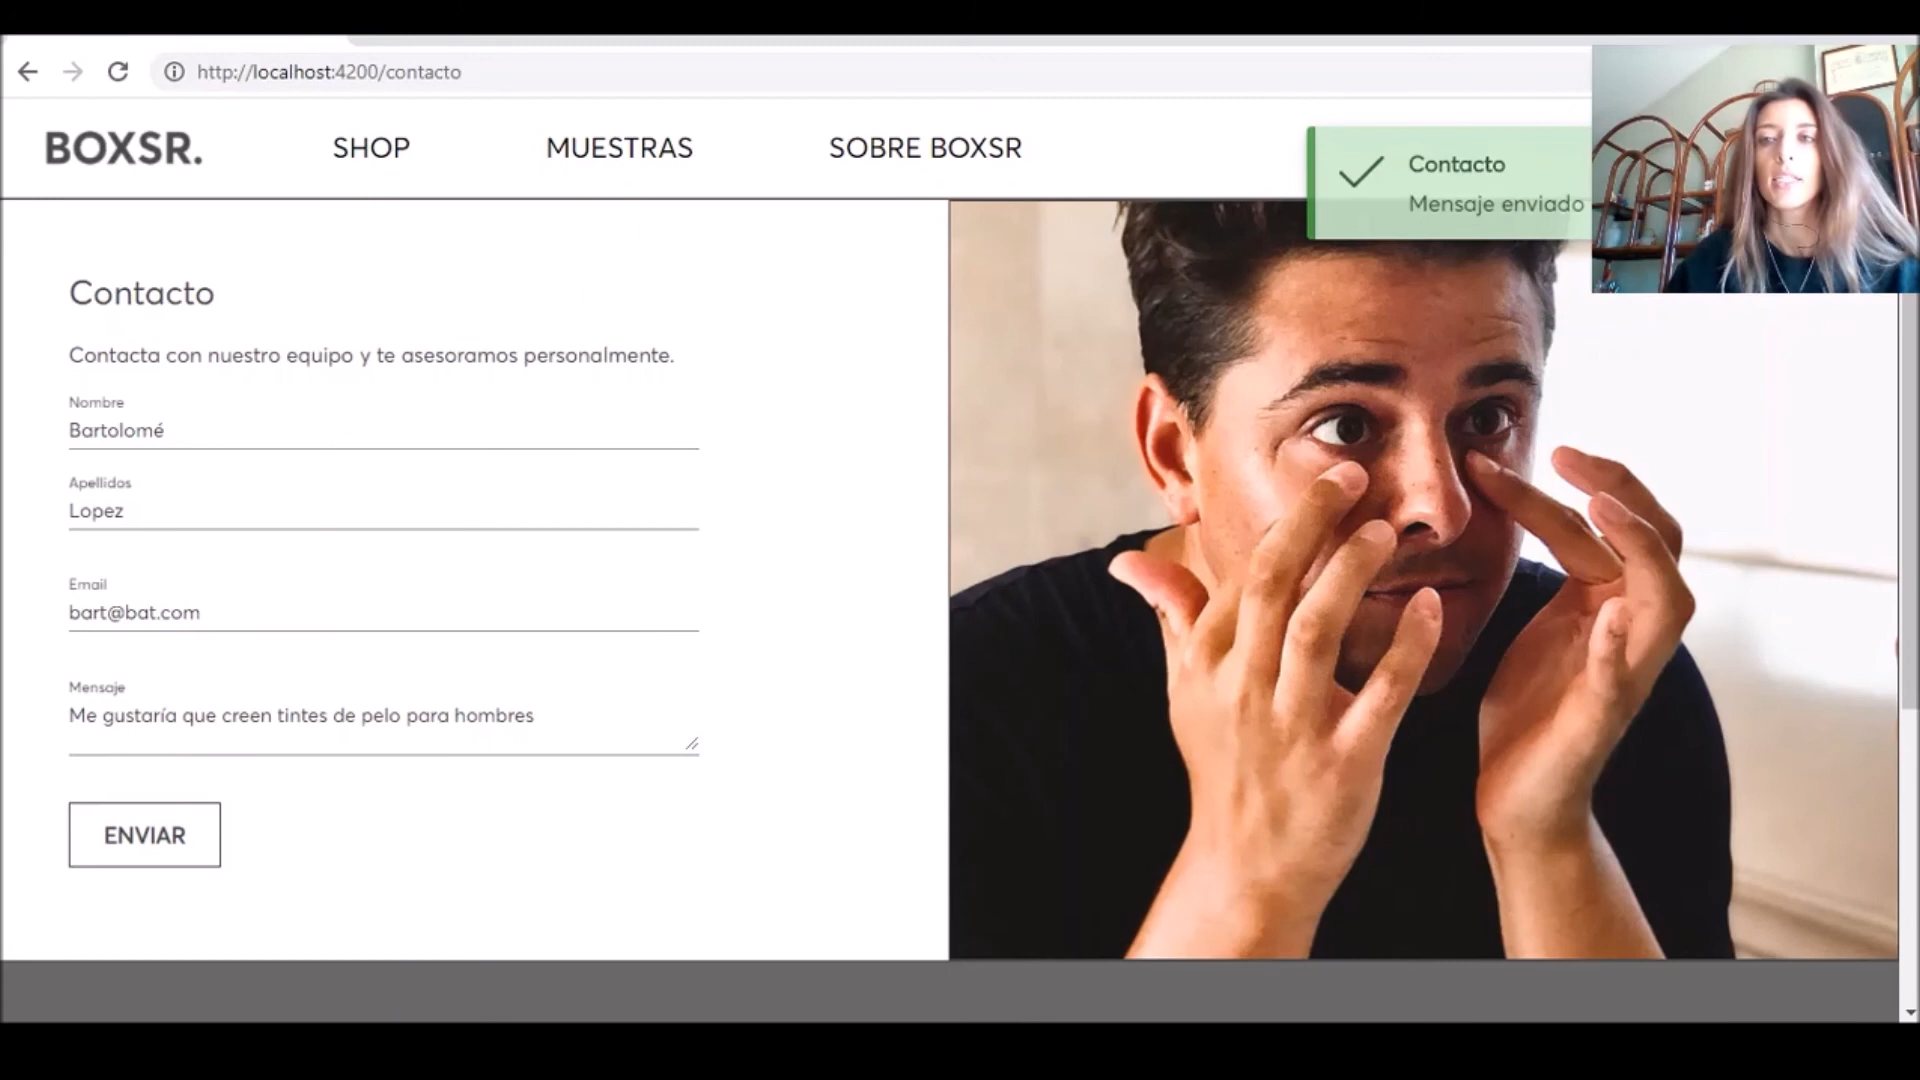 http://localhost:4200/contacto
BOXSR.
SHOP
MUESTRAS
SOBRE BOXSR
Contacto
Mensaje enviado
Contacto
Contacta con nuestro equipo y te asesoramos personalmente.
Nombre
Bartolomé
Apellidos
Lopez
Email
bart@bat.com
Mensaje
Me gustaría que creen tintes de pelo para hombres
ENVIAR